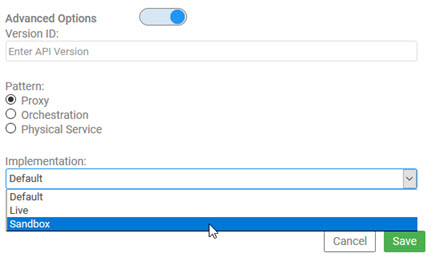 Advanced Options
Version ID:
Enter API Version
Pattern:
Proxy
Orchestration
Physical Service
Implementation:
Default
Default
Live
Sandbox
Cancel Save